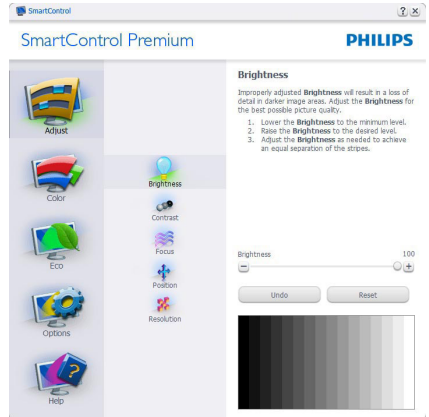 SmartControl
? ×
SmartControl Premium
PHILIPS
Adjust
Color
Eco
Options
Help
Brightness
Contrast
Focus
Position
Resolution
Brightness
Improperly adjusted Brightness will result in a loss of
detail in darker image areas. Adjust the Brightness for
the best possible picture quality.
1. Lower the Brightness to the minimum level.
2. Raise the Brightness to the desired level.
3. Adjust the Brightness as needed to achieve
an equal separation of the stripes.
Brightness 100
− +
Undo Reset